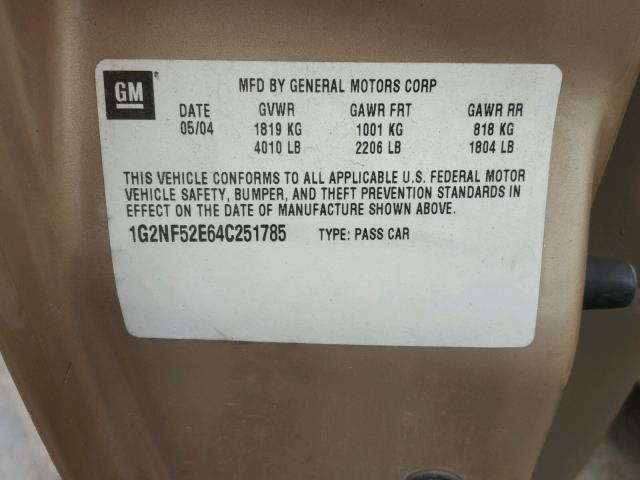 GM
MFD BY GENERAL MOTORS CORP
DATE GVWR GAWR FRT GAWR RR
05/04 1819 KG 1001 KG 818 KG
4010 LB 2206 LB 1804 LB
THIS VEHICLE CONFORMS TO ALL APPLICABLE U.S. FEDERAL MOTOR
VEHICLE SAFETY, BUMPER, AND THEFT PREVENTION STANDARDS IN
EFFECT ON THE DATE OF MANUFACTURE SHOWN ABOVE.
1G2NF52E64C251785 TYPE: PASS CAR